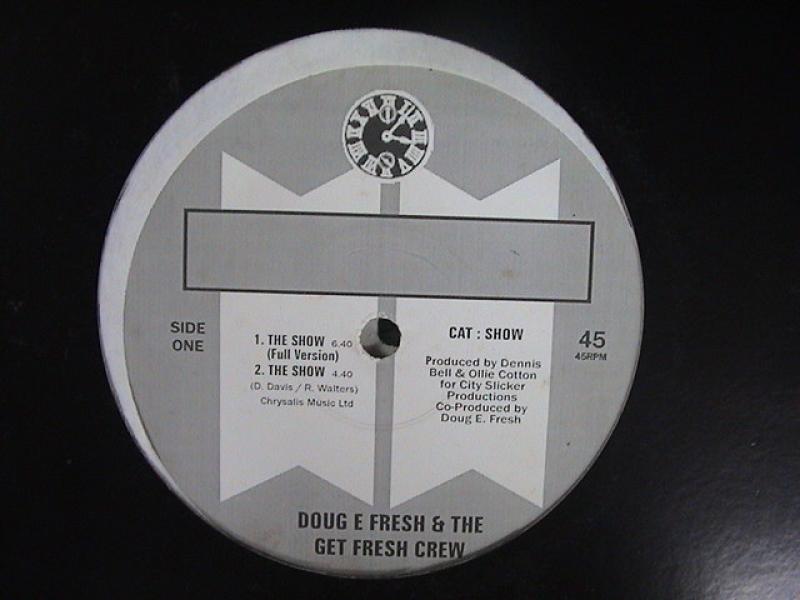 SIDE
ONE
1. THE SHOW 6.40
(Full Version)
2. THE SHOW 4.40
(D. Davis / R. Walters)
Chrysalis Music Ltd
CAT : SHOW
Produced by Dennis
Bell & Ollie Cotton
for City Slicker
Productions
Co-Produced by
Doug E. Fresh
45
45RPM
DOUG E FRESH & THE
GET FRESH CREW